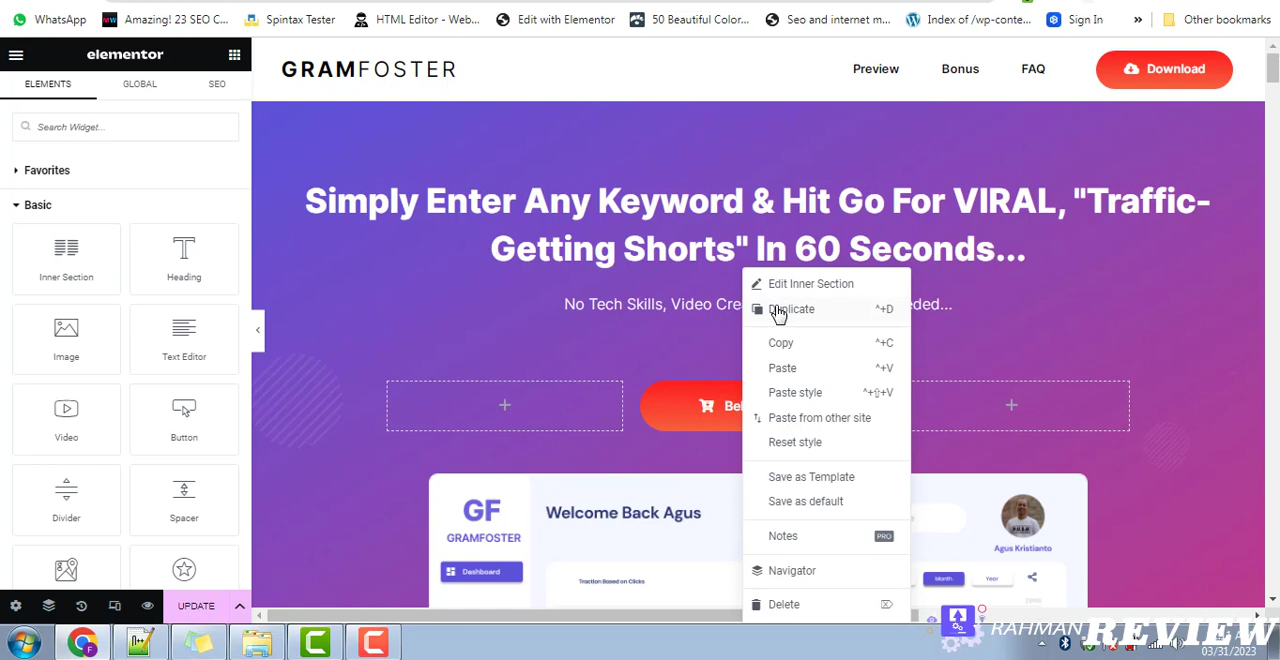 WhatsApp
Amazing! 23 SEO C...
Spintax Tester
HTML Editor - Web...
Edit with Elementor
50 Beautiful Color...
Seo and internet m...
Index of /wp-conte...
Sign In
»
Other bookmarks
elementor
ELEMENTS
GLOBAL
SEO
Search Widget...
Favorites
Basic
Inner Section
Heading
Image
Text Editor
Video
Button
Divider
Spacer
UPDATE
GRAMFOSTER
Preview
Bonus
FAQ
Download
Simply Enter Any Keyword & Hit Go For VIRAL, "Traffic-
Getting Shorts" In 60 Seconds...
No Tech Skills, Video
Edit Inner Section
Duplicate ^+D
Copy ^+C
Paste ^+V
Paste style ^+⇧+V
Paste from other site
Reset style
Save as Template
Save as default
Notes PRO
Navigator
Delete
GF
GRAMFOSTER
Dashboard
Welcome Back Agus
Traction Based on Clicks
Agus Kristianto
Month
Year
RAHMAN REVIEW
03/31/2023